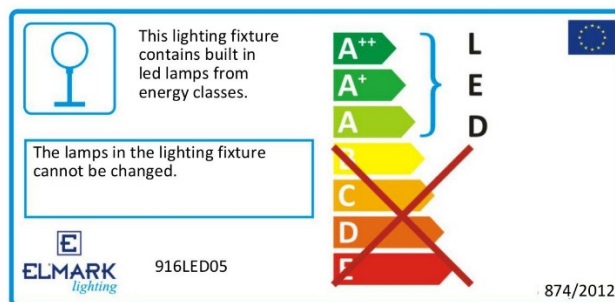 This lighting fixture
contains built in
led lamps from
energy classes.
The lamps in the lighting fixture
cannot be changed.
E
ELMARK
lighting
916LED05
A++
A+
A
B
C
D
E
L
E
D
874/2012